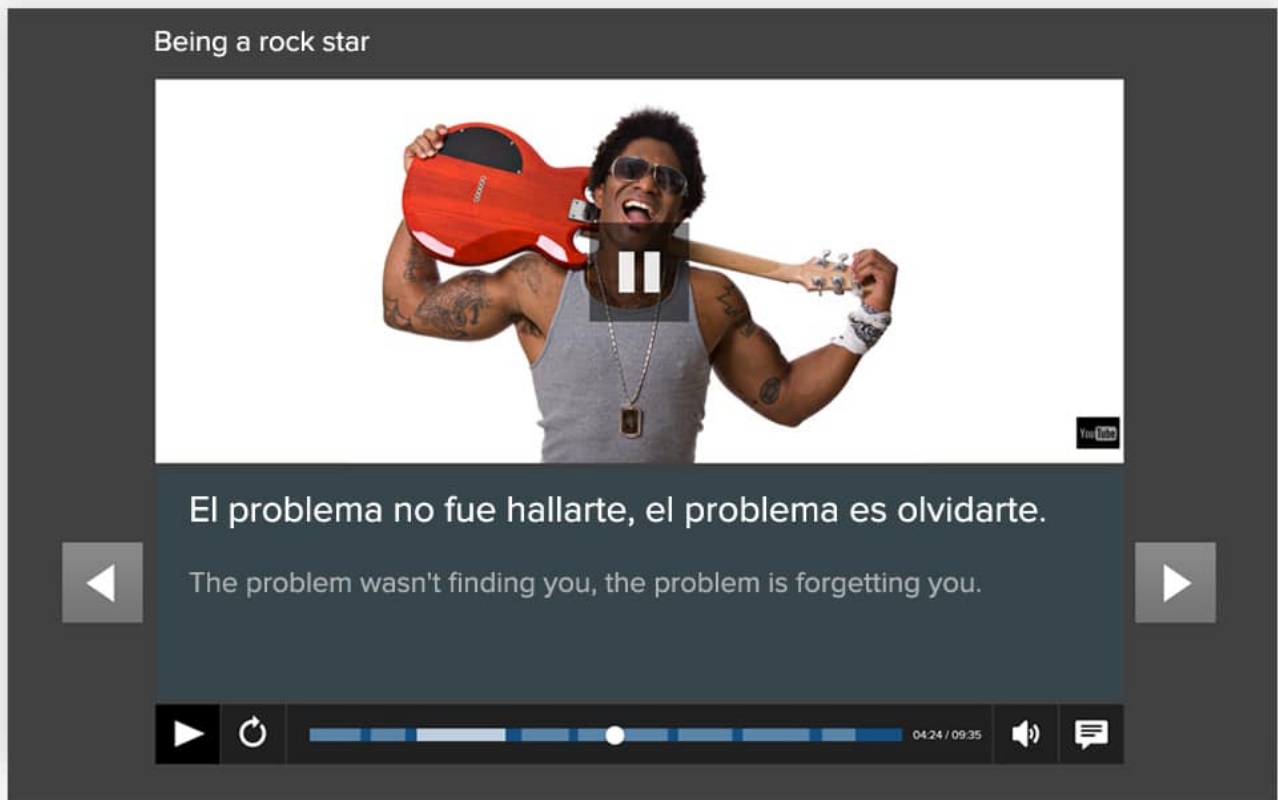 Being a rock star
YouTube
El problema no fue hallarte, el problema es olvidarte.
The problem wasn't finding you, the problem is forgetting you.
04:24 / 09:35